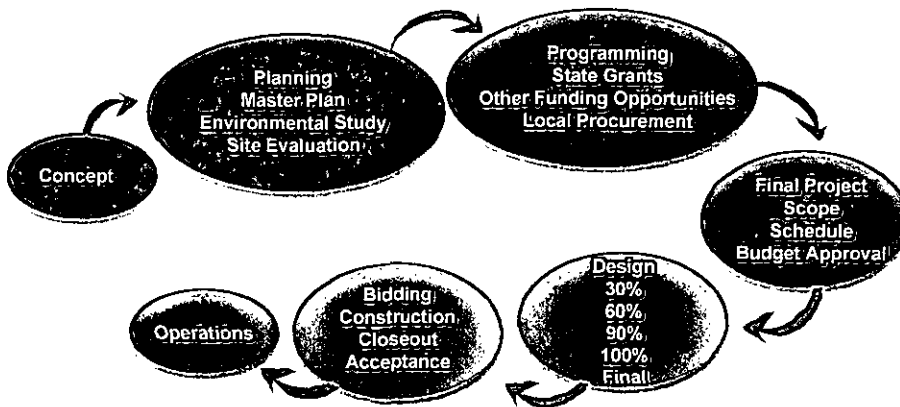 Concept
Planning
Master Plan
Environmental Study
Site Evaluation
Programming
State Grants
Other Funding Opportunities
Local Procurement
Final Project
Scope
Schedule
Budget Approval
Design
30%
60%
90%
100%
Final
Bidding
Construction
Closeout
Acceptance
Operations